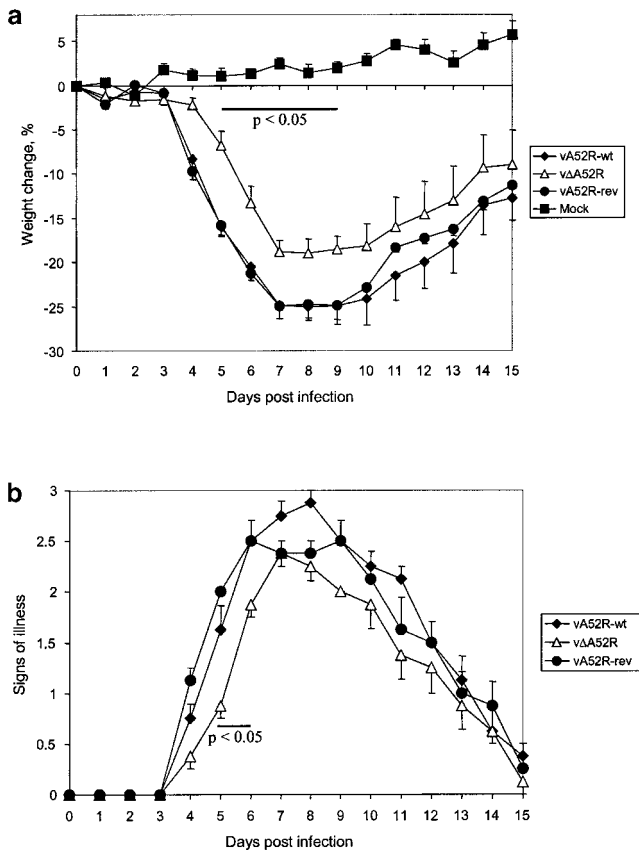 a
Weight change, %
10
5
0
-5
-10
-15
-20
-25
-30
p < 0.05
0 1 2 3 4 5 6 7 8 9 10 11 12 13 14 15
Days post infection
vA52R-wt
vΔA52R
vA52R-rev
Mock
b
Signs of illness
3
2.5
2
1.5
1
0.5
0
p < 0.05
0 1 2 3 4 5 6 7 8 9 10 11 12 13 14 15
Days post infection
vA52R-wt
vΔA52R
vA52R-rev